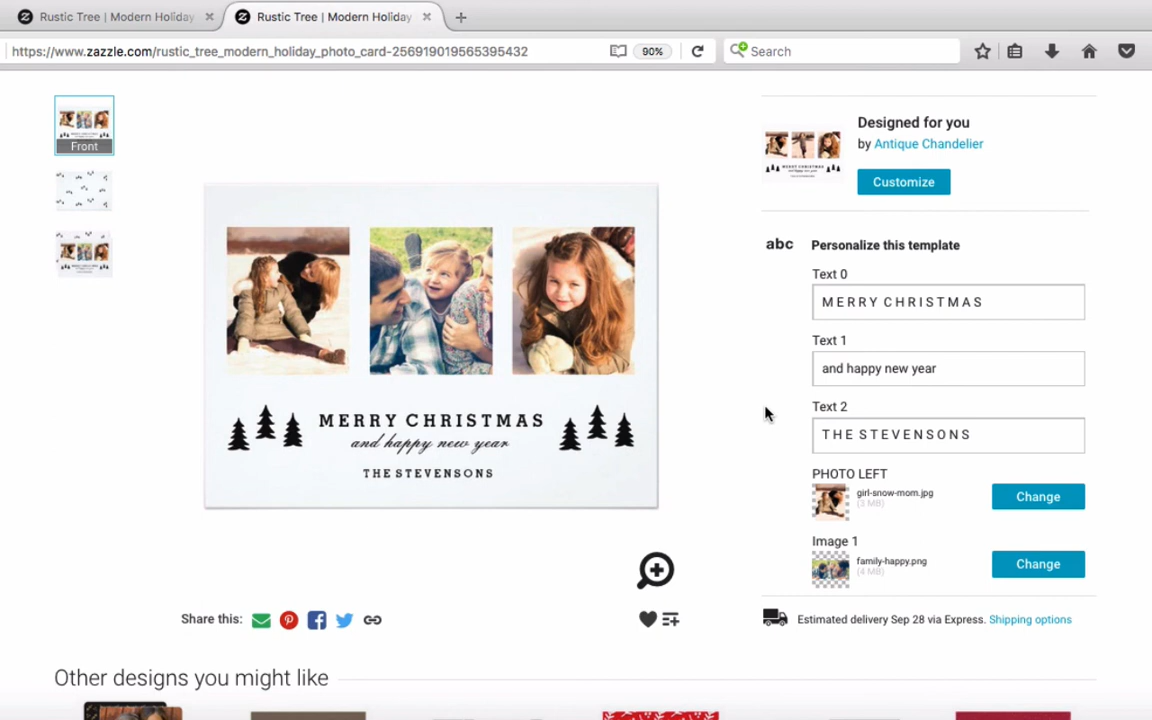 Rustic Tree | Modern Holiday
Rustic Tree | Modern Holiday
https://www.zazzle.com/rustic_tree_modern_holiday_photo_card-256919019565395432
90%
Search
Front
Designed for you
by Antique Chandelier
Customize
abc
Personalize this template
Text 0
MERRY CHRISTMAS
Text 1
and happy new year
Text 2
THE STEVENSONS
PHOTO LEFT
girl-snow-mom.jpg
(3 MB)
Change
Image 1
family-happy.png
(4 MB)
Change
MERRY CHRISTMAS
and happy new year
THE STEVENSONS
Share this:
Estimated delivery Sep 28 via Express. Shipping options
Other designs you might like